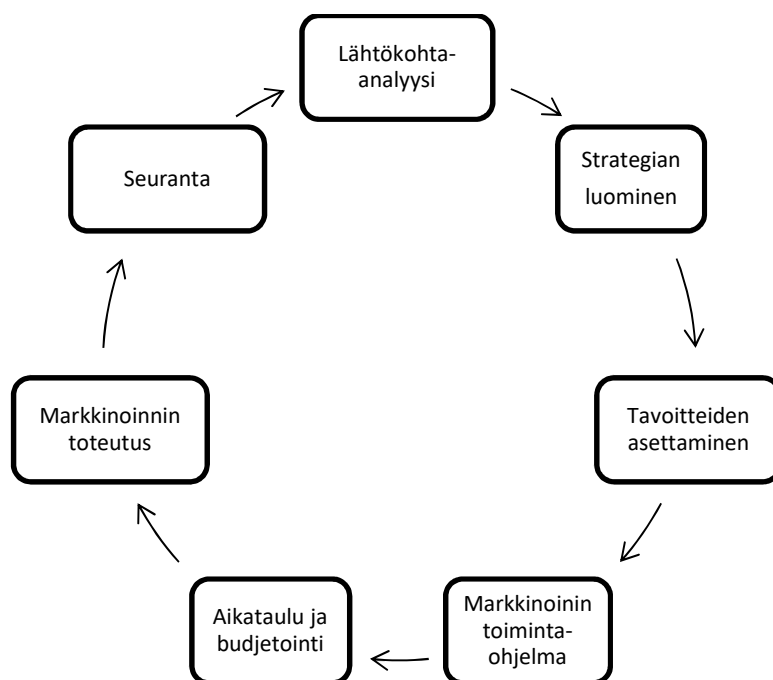 Lähtökohta-
analyysi
Strategian
luominen
Tavoitteiden
asettaminen
Markkinoinin
toiminta-
ohjelma
Aikataulu ja
budjetointi
Markkinoinnin
toteutus
Seuranta